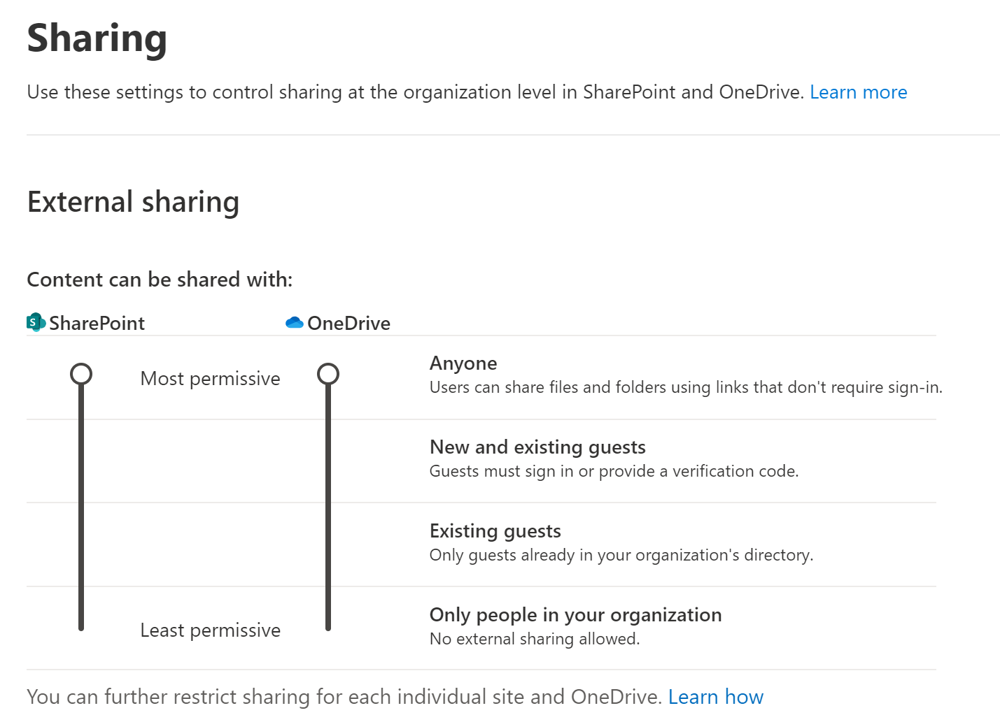 Sharing
Use these settings to control sharing at the organization level in SharePoint and OneDrive. Learn more
External sharing
Content can be shared with:
S SharePoint OneDrive
Most permissive
Anyone
Users can share files and folders using links that don't require sign-in.
New and existing guests
Guests must sign in or provide a verification code.
Existing guests
Only guests already in your organization's directory.
Least permissive
Only people in your organization
No external sharing allowed.
You can further restrict sharing for each individual site and OneDrive. Learn how